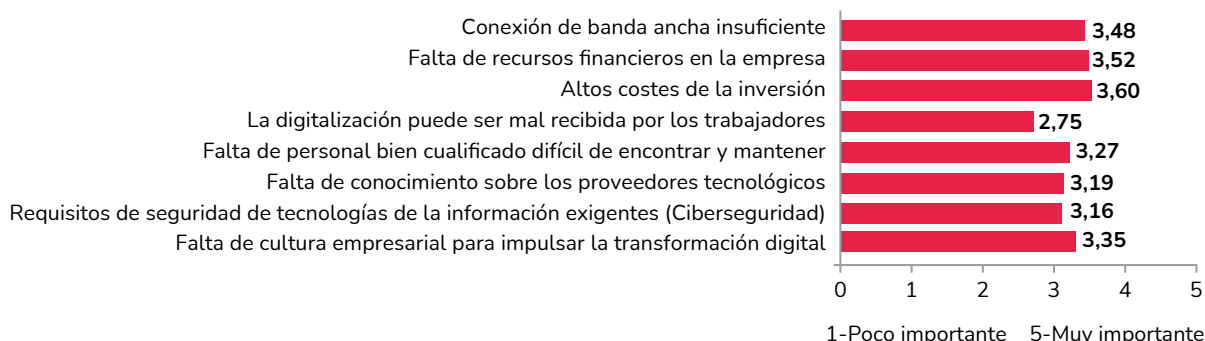 Conexión de banda ancha insuficiente 3,48
Falta de recursos financieros en la empresa 3,52
Altos costes de la inversión 3,60
La digitalización puede ser mal recibida por los trabajadores 2,75
Falta de personal bien cualificado difícil de encontrar y mantener 3,27
Falta de conocimiento sobre los proveedores tecnológicos 3,19
Requisitos de seguridad de tecnologías de la información exigentes (Ciberseguridad) 3,16
Falta de cultura empresarial para impulsar la transformación digital 3,35
0 1 2 3 4 5
1-Poco importante 5-Muy importante